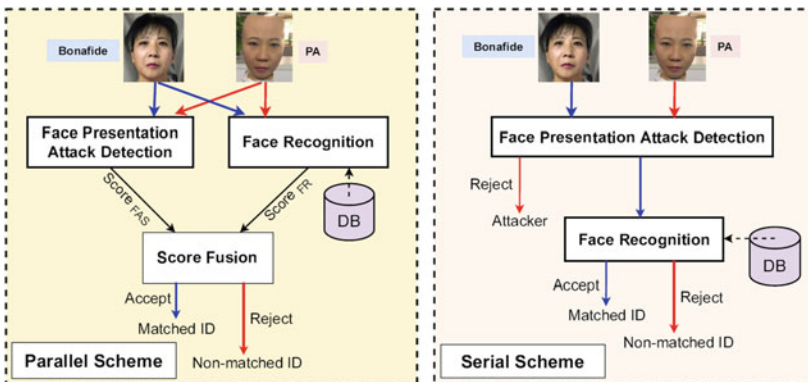 Bonafide
PA
Face Presentation
Attack Detection
Face Recognition
Score FAS
Score FR
DB
Score Fusion
Accept
Reject
Matched ID
Non-matched ID
Parallel Scheme
Bonafide
PA
Face Presentation Attack Detection
Reject
Attacker
Face Recognition
DB
Accept
Reject
Matched ID
Non-matched ID
Serial Scheme